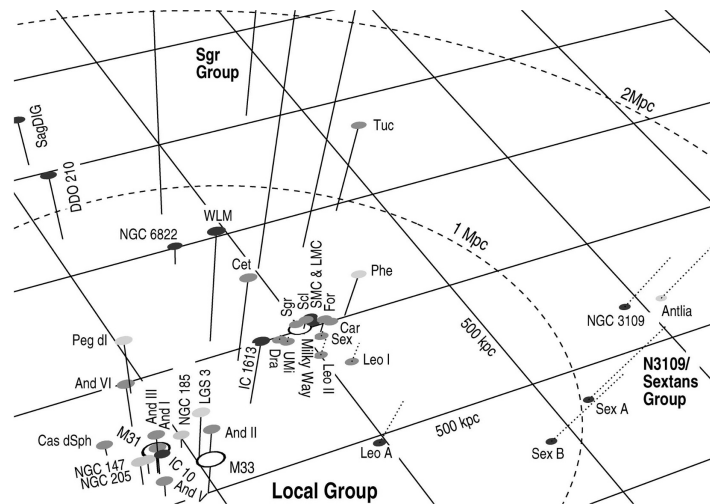 Sgr
Group
2Mpc
SagDIG
Tuc
DDO 210
WLM
NGC 6822
1 Mpc
Cet
Sgr
Scl
SMC & LMC
For
Phe
NGC 3109
Antlia
Peg dI
IC 1613
Dra
UMi
Milky Way
Leo II
Car
Sex
Leo I
500 kpc
N3109/
Sextans
Group
And VI
And III
And I
NGC 185
LGS 3
500 kpc
Sex A
Cas dSph
M31
And II
Leo A
Sex B
NGC 147
NGC 205
IC 10
And V
M33
Local Group